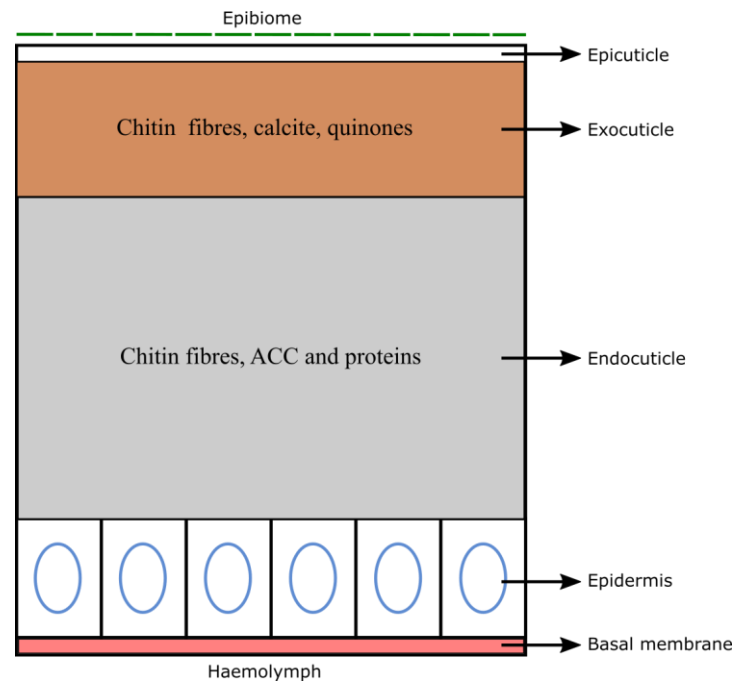 Epibiome
Epicuticle
Chitin fibres, calcite, quinones
Exocuticle
Chitin fibres, ACC and proteins
Endocuticle
Epidermis
Basal membrane
Haemolymph